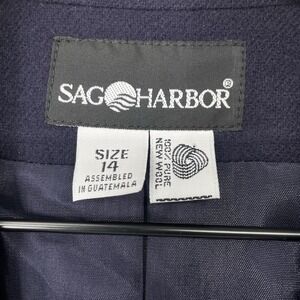 SAG HARBOR®
SIZE
14
ASSEMBLED
IN GUATEMALA
100% PURE
NEW WOOL